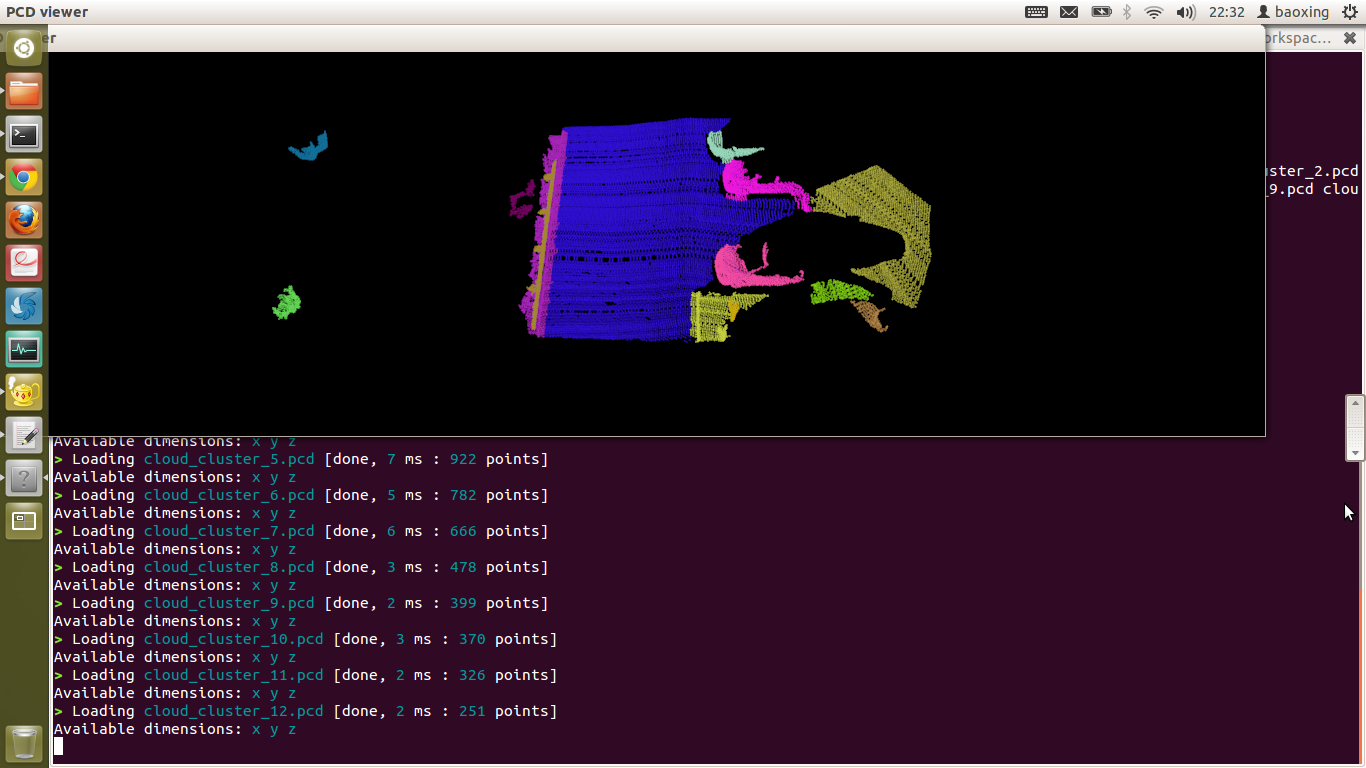 PCD viewer
22:32 baoxing
er
orkspac...
uster_2.pcd
_9.pcd clou
Available dimensions: x y z
> Loading cloud_cluster_5.pcd [done, 7 ms : 922 points]
Available dimensions: x y z
> Loading cloud_cluster_6.pcd [done, 5 ms : 782 points]
Available dimensions: x y z
> Loading cloud_cluster_7.pcd [done, 6 ms : 666 points]
Available dimensions: x y z
> Loading cloud_cluster_8.pcd [done, 3 ms : 478 points]
Available dimensions: x y z
> Loading cloud_cluster_9.pcd [done, 2 ms : 399 points]
Available dimensions: x y z
> Loading cloud_cluster_10.pcd [done, 3 ms : 370 points]
Available dimensions: x y z
> Loading cloud_cluster_11.pcd [done, 2 ms : 326 points]
Available dimensions: x y z
> Loading cloud_cluster_12.pcd [done, 2 ms : 251 points]
Available dimensions: x y z